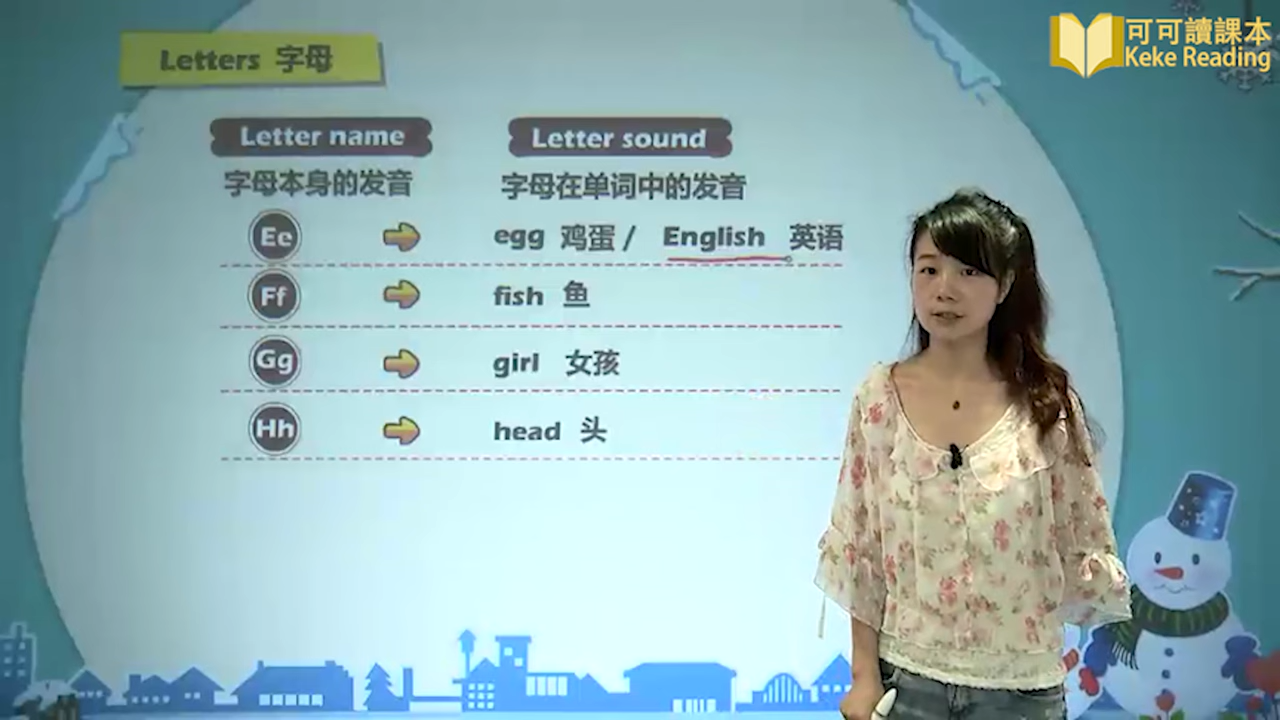 可可讀課本
Keke Reading
Letters 字母
Letter name Letter sound
字母本身的发音 字母在单词中的发音
Ee egg 鸡蛋 / English 英语
Ff fish 鱼
Gg girl 女孩
Hh head 头